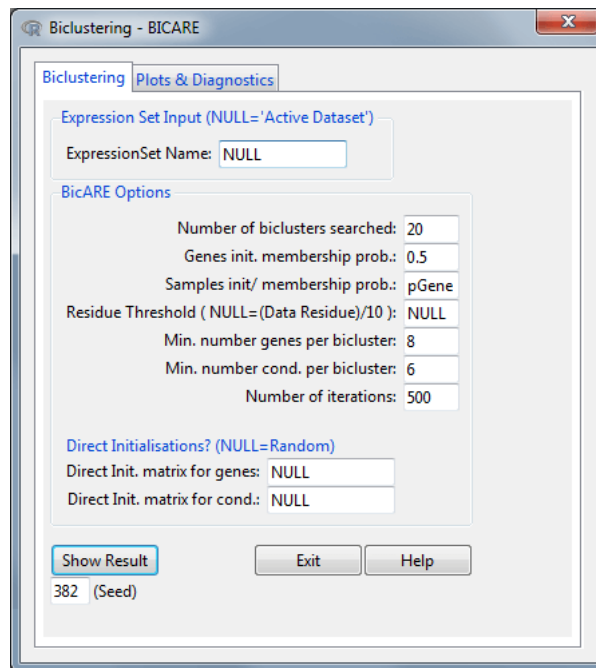 Biclustering - BICARE
Biclustering Plots & Diagnostics
Expression Set Input (NULL='Active Dataset')
ExpressionSet Name: NULL
BicARE Options
Number of biclusters searched: 20
Genes init. membership prob.: 0.5
Samples init/ membership prob.: pGene
Residue Threshold ( NULL=(Data Residue)/10 ): NULL
Min. number genes per bicluster: 8
Min. number cond. per bicluster: 6
Number of iterations: 500
Direct Initialisations? (NULL=Random)
Direct Init. matrix for genes: NULL
Direct Init. matrix for cond.: NULL
Show Result Exit Help
382 (Seed)